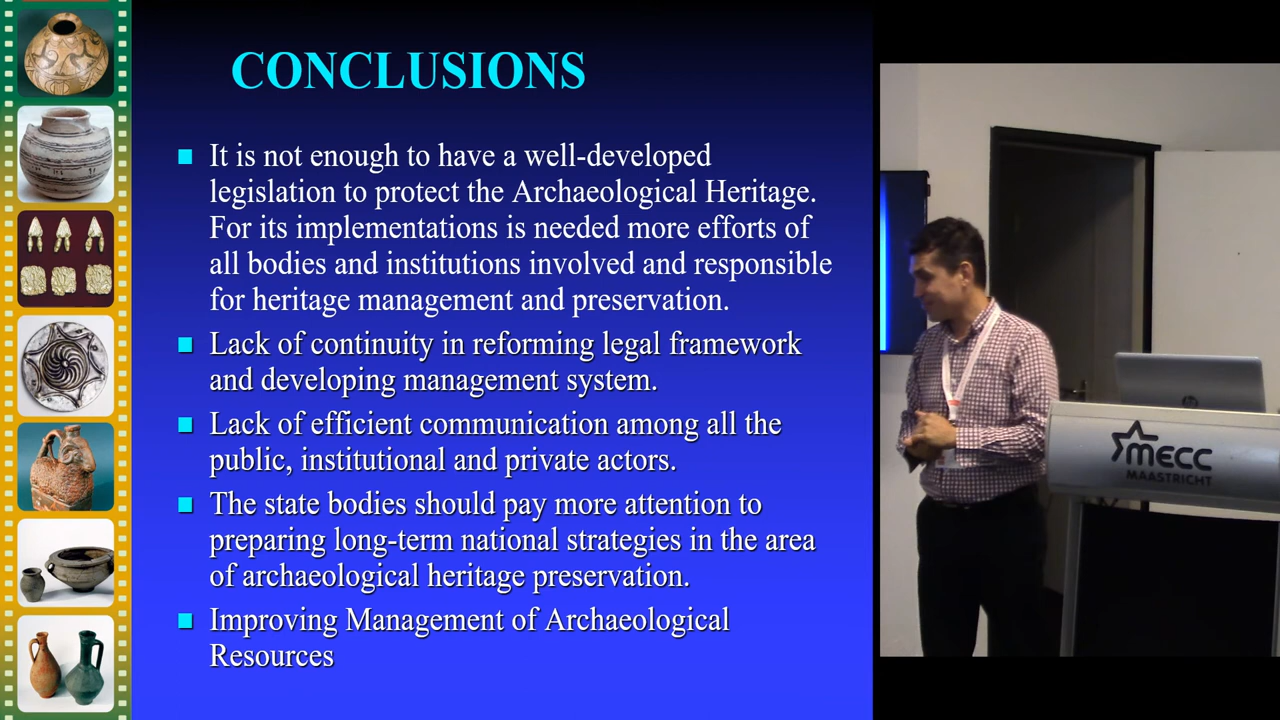 CONCLUSIONS
It is not enough to have a well-developed
legislation to protect the Archaeological Heritage.
For its implementations is needed more efforts of
all bodies and institutions involved and responsible
for heritage management and preservation.
Lack of continuity in reforming legal framework
and developing management system.
Lack of efficient communication among all the
public, institutional and private actors.
The state bodies should pay more attention to
preparing long-term national strategies in the area
of archaeological heritage preservation.
Improving Management of Archaeological
Resources
hp
mecc
MAASTRICHT